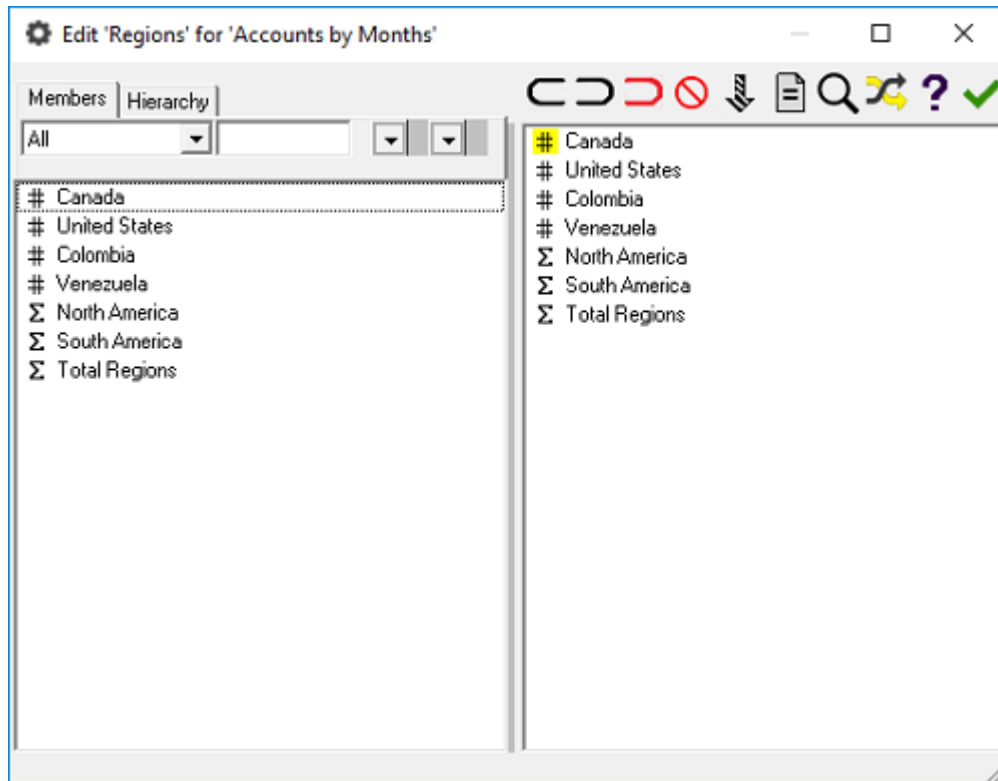 Edit 'Regions' for 'Accounts by Months'
Members Hierarchy
All
# Canada
# United States
# Colombia
# Venezuela
Σ North America
Σ South America
Σ Total Regions
?
# Canada
# United States
# Colombia
# Venezuela
Σ North America
Σ South America
Σ Total Regions